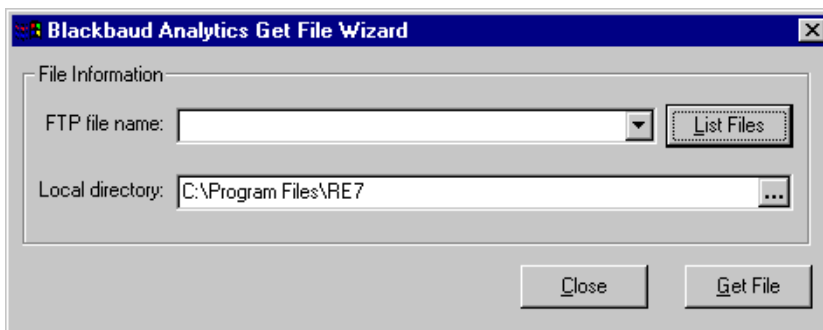 Blackbaud Analytics Get File Wizard
File Information
FTP file name:
List Files
Local directory: C:\Program Files\RE7 ...
Close Get File